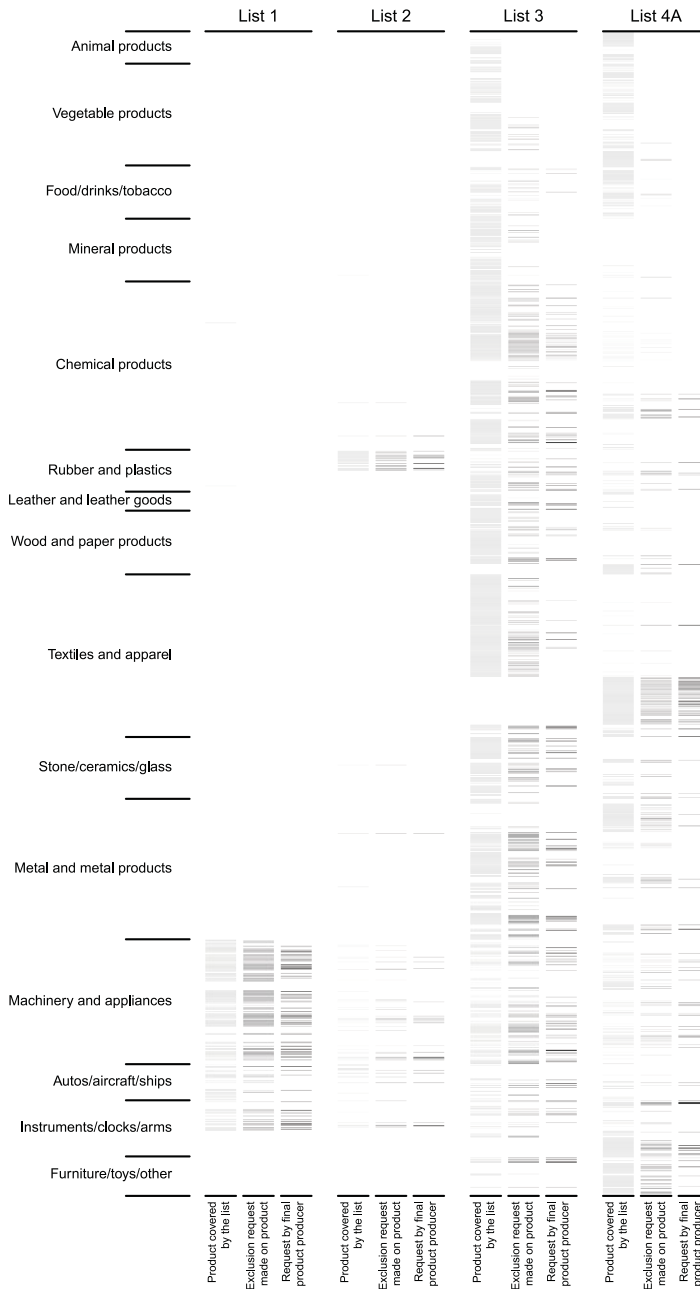 List 1
List 2
List 3
List 4A
Animal products
Vegetable products
Food/drinks/tobacco
Mineral products
Chemical products
Rubber and plastics
Leather and leather goods
Wood and paper products
Textiles and apparel
Stone/ceramics/glass
Metal and metal products
Machinery and appliances
Autos/aircraft/ships
Instruments/clocks/arms
Furniture/toys/other
Product covered
by the list
Exclusion request
made on product
Request by final
product producer
Product covered
by the list
Exclusion request
made on product
Request by final
product producer
Product covered
by the list
Exclusion request
made on product
Request by final
product producer
Product covered
by the list
Exclusion request
made on product
Request by final
product producer